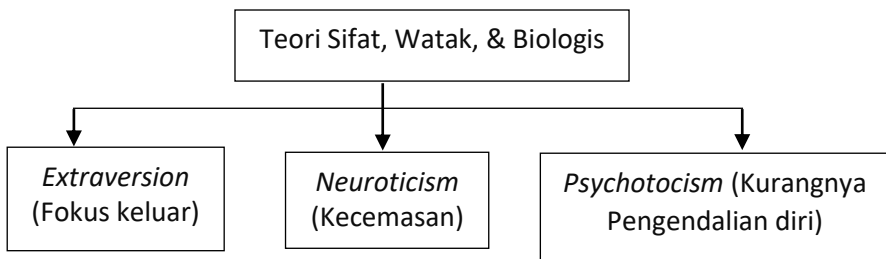 Teori Sifat, Watak, & Biologis
Extraversion
(Fokus keluar)
Neuroticism
(Kecemasan)
Psychotocism (Kurangnya
Pengendalian diri)